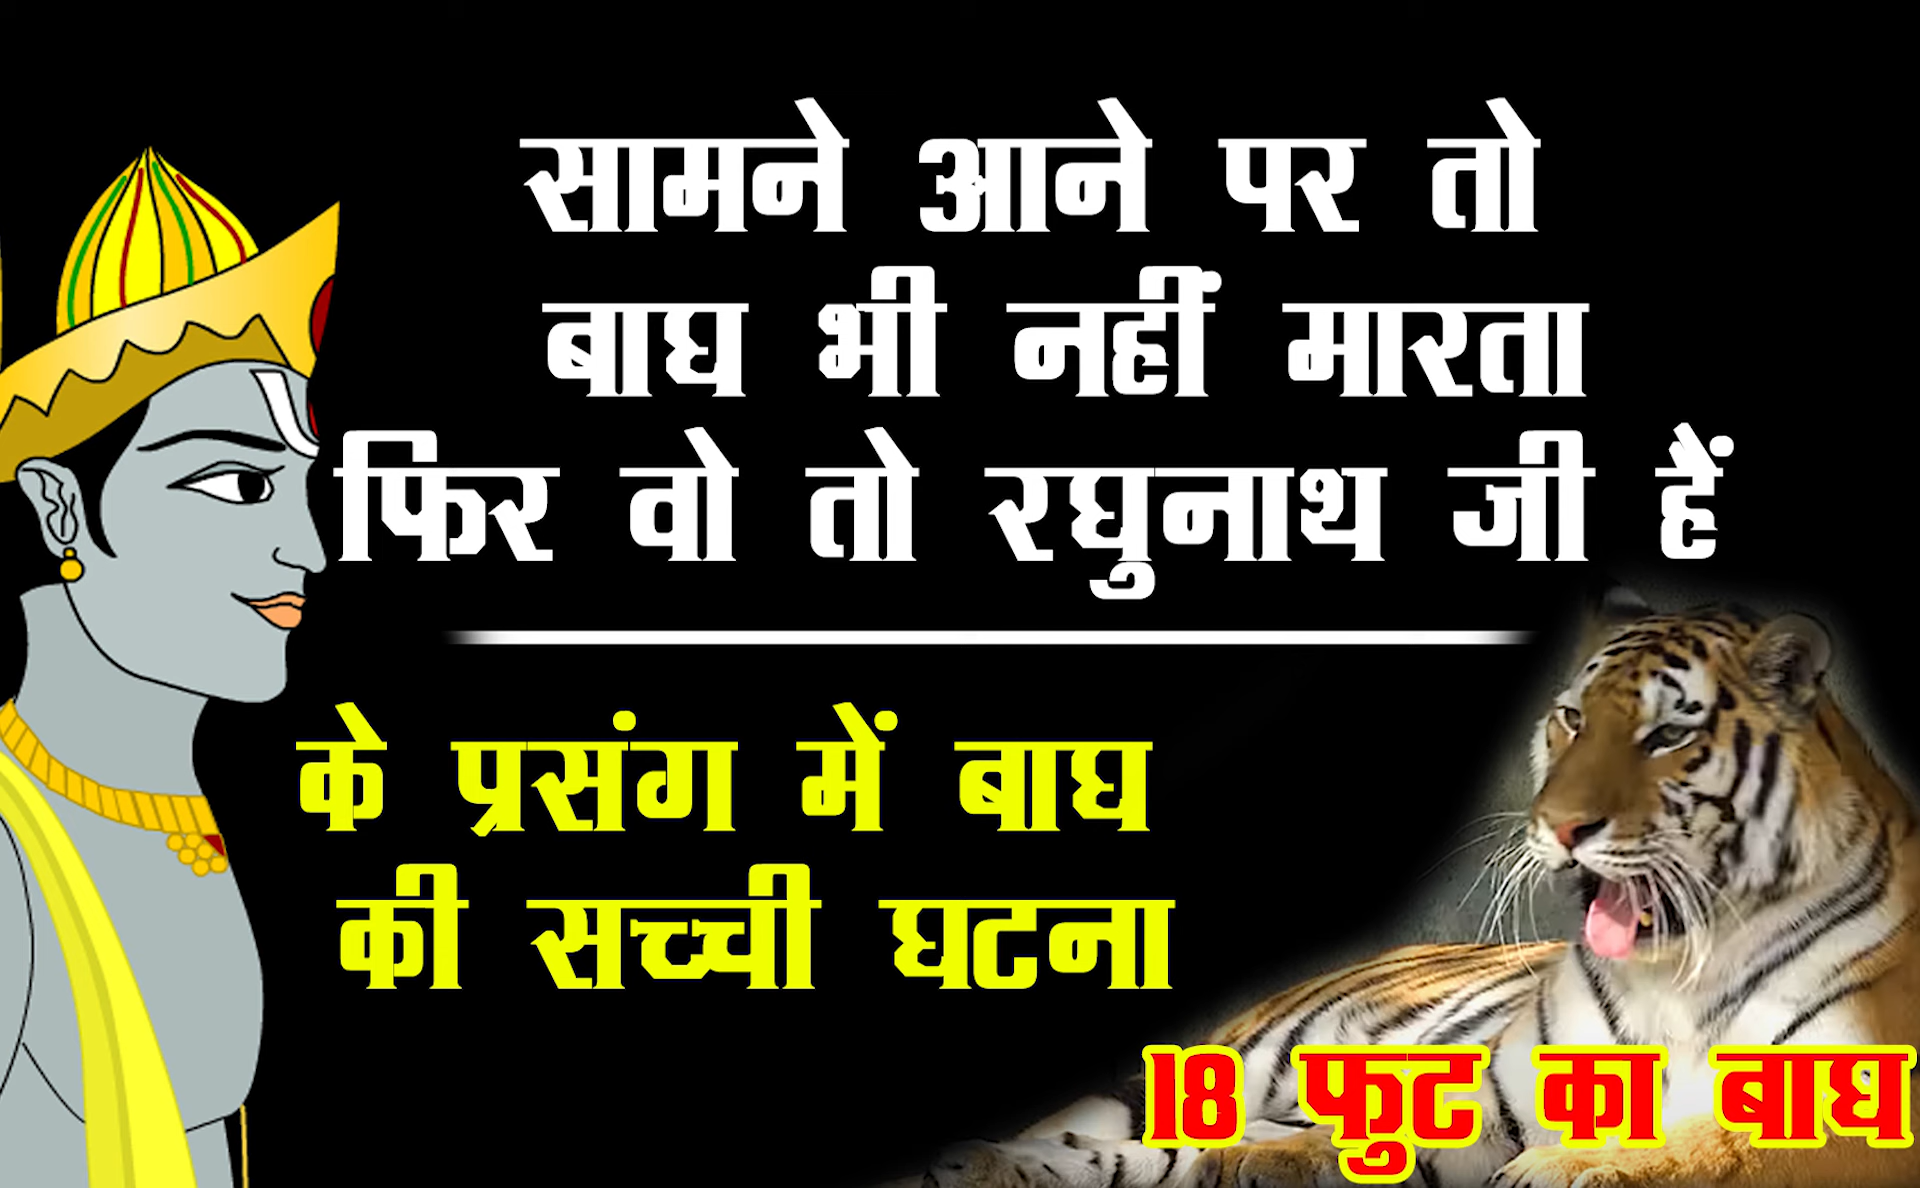 सामने आने पर तो
बाघ भी नहीं मारता
फिर वो तो रघुनाथ जी हैं
के प्रसंग में बाघ
की सच्ची घटना
18 फुट का बाघ